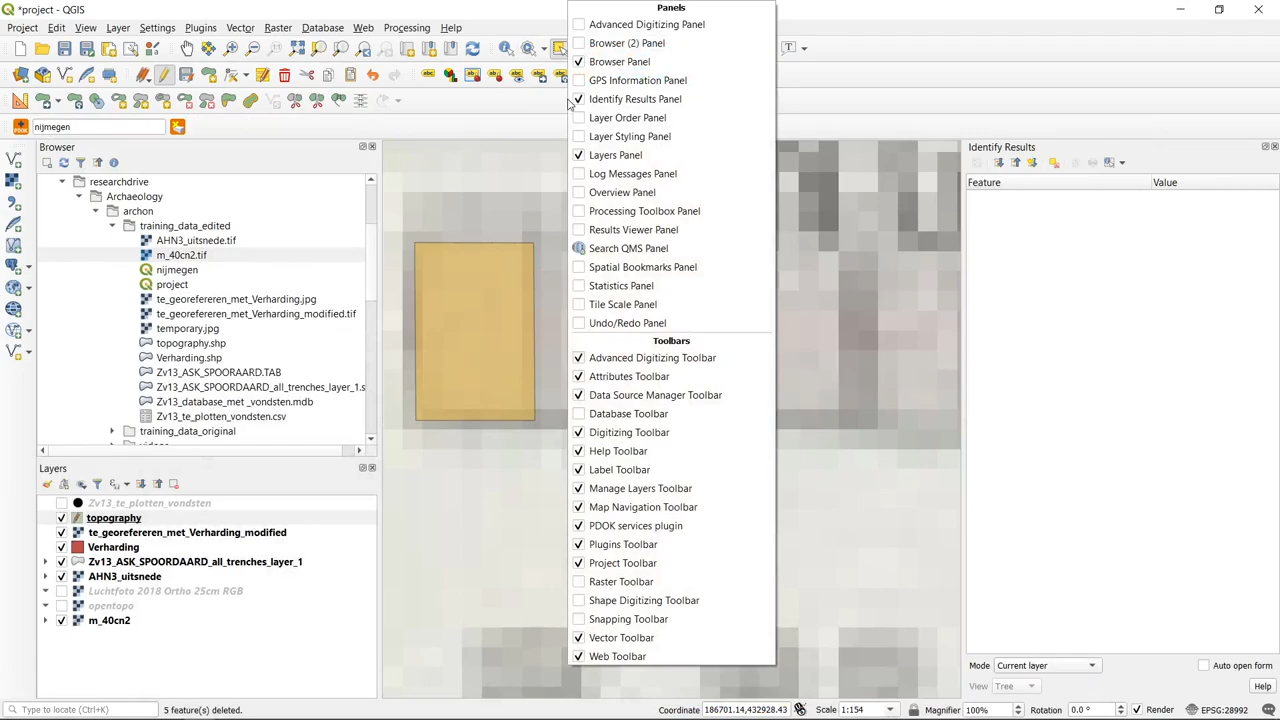 *project — QGIS
Project Edit View Layer Settings Plugins Vector Raster Database Web Processing Help
nijmegen
Browser
researchdrive
Archaeology
archon
training_data_edited
AHN3_uitsnede.tif
m_40cn2.tif
nijmegen
project
te_georefereren_met_Verharding.jpg
te_georefereren_met_Verharding_modified.tif
temporary.jpg
topography.shp
Verharding.shp
Zv13_ASK_SPOORAARD.TAB
Zv13_ASK_SPOORDAARD_all_trenches_layer_1.s
Zv13_database_met _vondsten.mdb
Zv13_te_plotten_vondsten.csv
training_data_original
Layers
Zv13_te_plotten_vondsten
topography
te_georefereren_met_Verharding_modified
Verharding
Zv13_ASK_SPOORDAARD_all_trenches_layer_1
AHN3_uitsnede
Luchtfoto 2018 Ortho 25cm RGB
opentopo
m_40cn2
Panels
Advanced Digitizing Panel
Browser (2) Panel
Browser Panel
GPS Information Panel
Identify Results Panel
Layer Order Panel
Layer Styling Panel
Layers Panel
Log Messages Panel
Overview Panel
Processing Toolbox Panel
Results Viewer Panel
Search QMS Panel
Spatial Bookmarks Panel
Statistics Panel
Tile Scale Panel
Undo/Redo Panel
Toolbars
Advanced Digitizing Toolbar
Attributes Toolbar
Data Source Manager Toolbar
Database Toolbar
Digitizing Toolbar
Help Toolbar
Label Toolbar
Manage Layers Toolbar
Map Navigation Toolbar
PDOK services plugin
Plugins Toolbar
Project Toolbar
Raster Toolbar
Shape Digitizing Toolbar
Snapping Toolbar
Vector Toolbar
Web Toolbar
Identify Results
Feature Value
Mode Current layer Auto open form
View Tree Help
Type to locate (Ctrl+K) 5 feature(s) deleted. Coordinate 186701.14,432928.43 Scale 1:154 Magnifier 100% Rotation 0.0 ° Render EPSG:28992